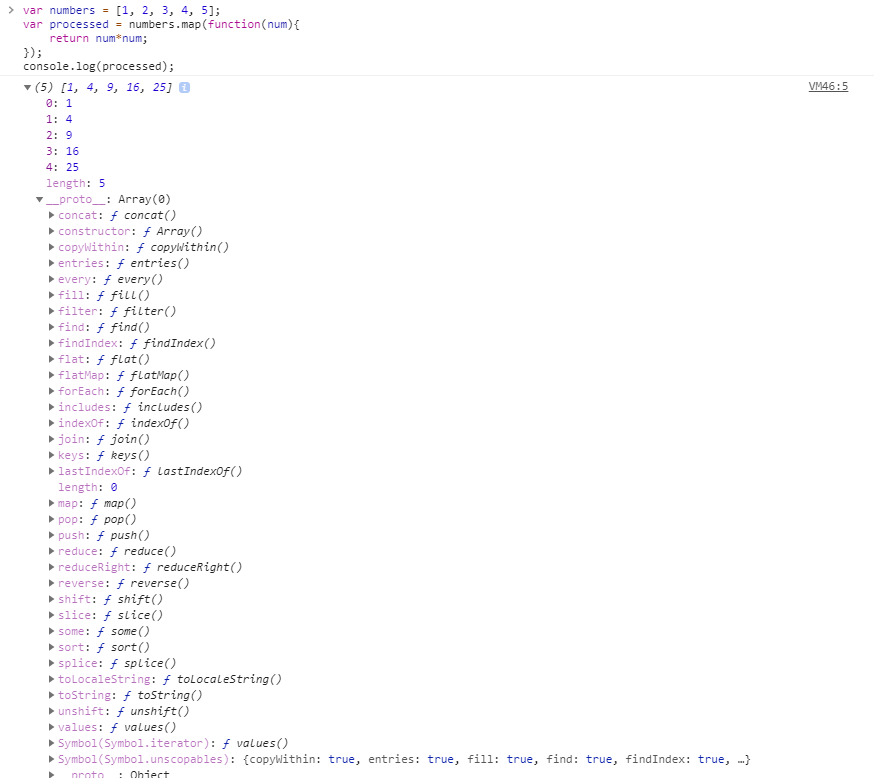 var numbers = [1, 2, 3, 4, 5];
var processed = numbers.map(function(num){
return num*num;
});
console.log(processed);
(5) [1, 4, 9, 16, 25] i VM46:5
0: 1
1: 4
2: 9
3: 16
4: 25
length: 5
__proto__: Array(0)
concat: ƒ concat()
constructor: ƒ Array()
copyWithin: ƒ copyWithin()
entries: ƒ entries()
every: ƒ every()
fill: ƒ fill()
filter: ƒ filter()
find: ƒ find()
findIndex: ƒ findIndex()
flat: ƒ flat()
flatMap: ƒ flatMap()
forEach: ƒ forEach()
includes: ƒ includes()
indexOf: ƒ indexOf()
join: ƒ join()
keys: ƒ keys()
lastIndexOf: ƒ lastIndexOf()
length: 0
map: ƒ map()
pop: ƒ pop()
push: ƒ push()
reduce: ƒ reduce()
reduceRight: ƒ reduceRight()
reverse: ƒ reverse()
shift: ƒ shift()
slice: ƒ slice()
some: ƒ some()
sort: ƒ sort()
splice: ƒ splice()
toLocaleString: ƒ toLocaleString()
toString: ƒ toString()
unshift: ƒ unshift()
values: ƒ values()
Symbol(Symbol.iterator): ƒ values()
Symbol(Symbol.unscopables): {copyWithin: true, entries: true, fill: true, find: true, findIndex: true, …}
__proto__: Object